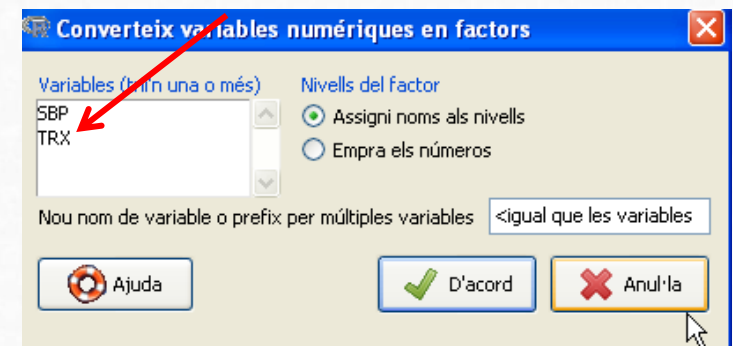 Converteix variables numériques en factors
Variables (tri'n una o més)
SBP
TRX
Nivells del factor
Assigni noms als nivells
Empra els números
Nou nom de variable o prefix per múltiples variables
<igual que les variables
Ajuda
D'acord
Anul·la